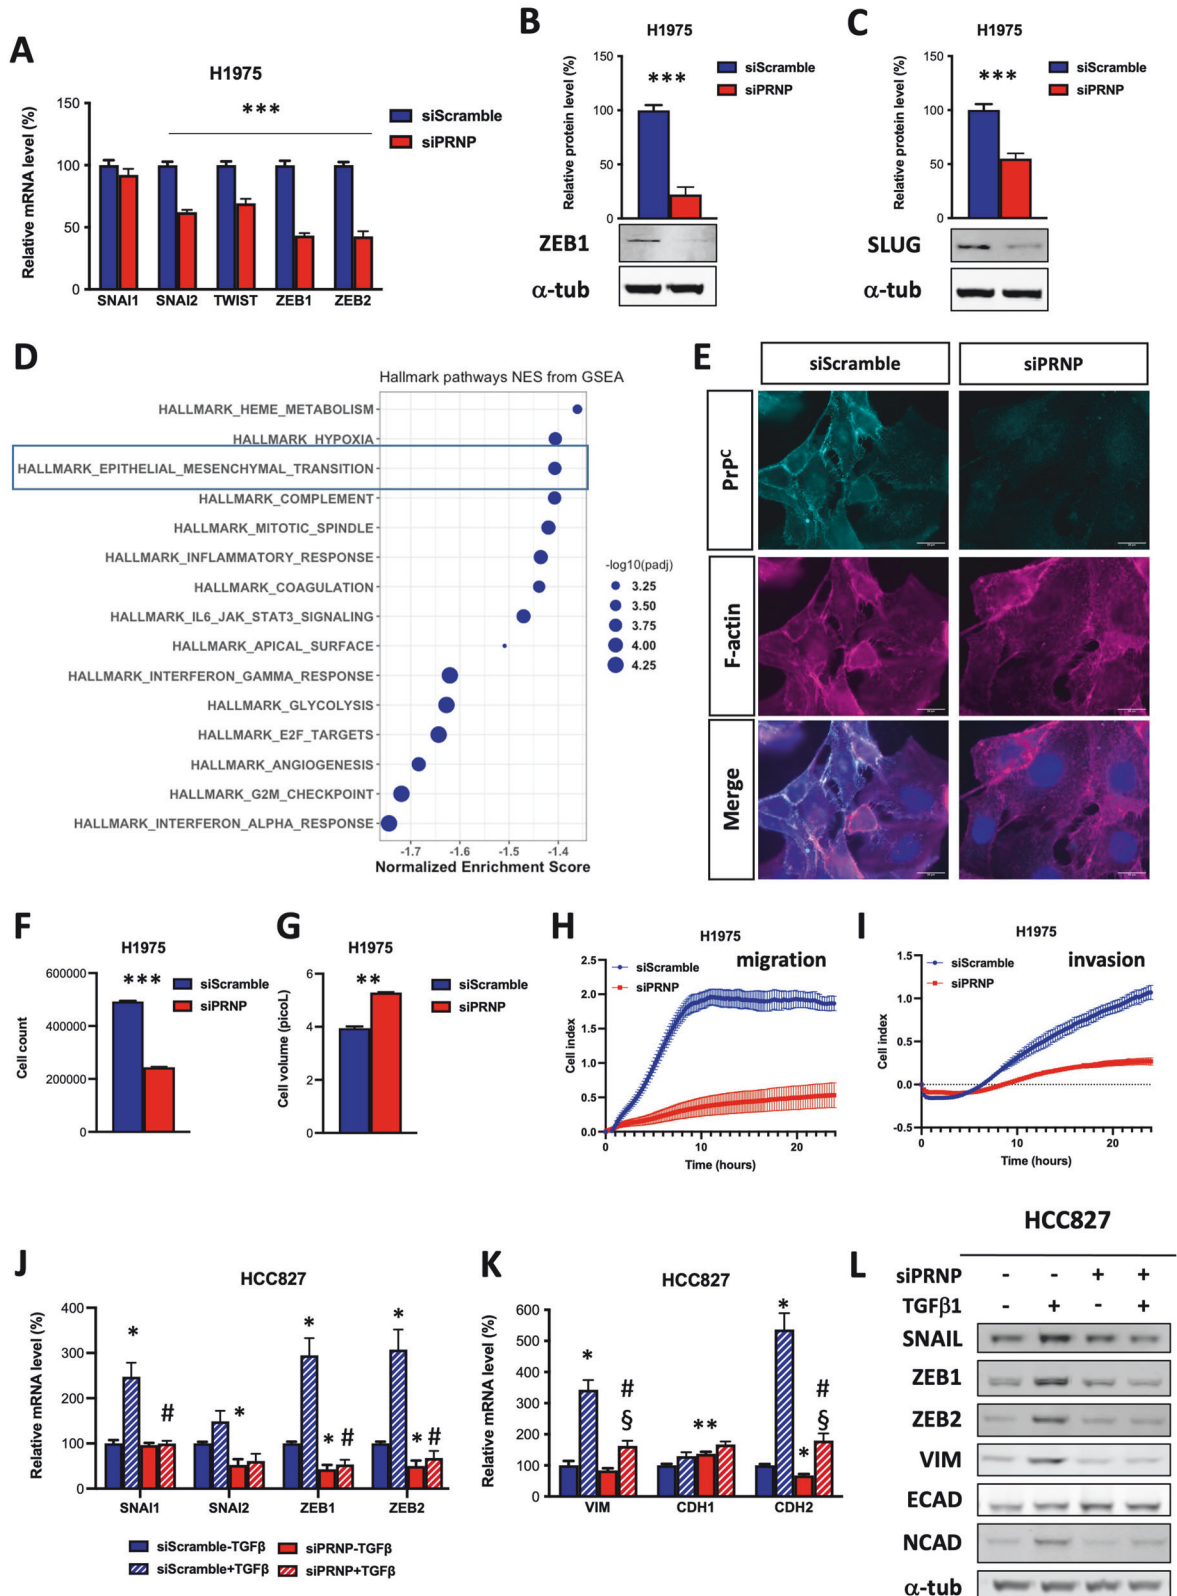 A
H1975
Relative mRNA level (%)
150
100
50
0
***
siScramble
siPRNP
SNAI1 SNAI2 TWIST ZEB1 ZEB2
B
H1975
Relative protein level (%)
150
100
50
0
***
siScramble
siPRNP
ZEB1
α-tub
C
H1975
Relative protein level (%)
150
100
50
0
***
siScramble
siPRNP
SLUG
α-tub
D
Hallmark pathways NES from GSEA
HALLMARK_HEME_METABOLISM
HALLMARK_HYPOXIA
HALLMARK_EPITHELIAL_MESENCHYMAL_TRANSITION
HALLMARK_COMPLEMENT
HALLMARK_MITOTIC_SPINDLE
HALLMARK_INFLAMMATORY_RESPONSE
HALLMARK_COAGULATION
HALLMARK_IL6_JAK_STAT3_SIGNALING
HALLMARK_APICAL_SURFACE
HALLMARK_INTERFERON_GAMMA_RESPONSE
HALLMARK_GLYCOLYSIS
HALLMARK_E2F_TARGETS
HALLMARK_ANGIOGENESIS
HALLMARK_G2M_CHECKPOINT
HALLMARK_INTERFERON_ALPHA_RESPONSE
-1.7 -1.6 -1.5 -1.4
Normalized Enrichment Score
-log10(padj)
3.25
3.50
3.75
4.00
4.25
E
siScramble siPRNP
PrPᶜ
F-actin
Merge
F
H1975
Cell count
600000
400000
200000
0
***
siScramble
siPRNP
G
H1975
Cell volume (picoL)
6
4
2
0
**
siScramble
siPRNP
H
H1975
migration
siScramble
siPRNP
Cell index
2.5
2.0
1.5
1.0
0.5
0.0
0 10 20
Time (hours)
I
H1975
invasion
siScramble
siPRNP
Cell index
1.5
1.0
0.5
0.0
-0.5
0 10 20
Time (hours)
J
HCC827
Relative mRNA level (%)
400
300
200
100
0
* # * * * # * * #
SNAI1 SNAI2 ZEB1 ZEB2
siScramble-TGFβ siPRNP-TGFβ
siScramble+TGFβ siPRNP+TGFβ
K
HCC827
Relative mRNA level (%)
600
500
400
300
200
100
0
* # § ** * * # §
VIM CDH1 CDH2
L
HCC827
siPRNP - - + +
TGFβ1 - + - +
SNAIL
ZEB1
ZEB2
VIM
ECAD
NCAD
α-tub